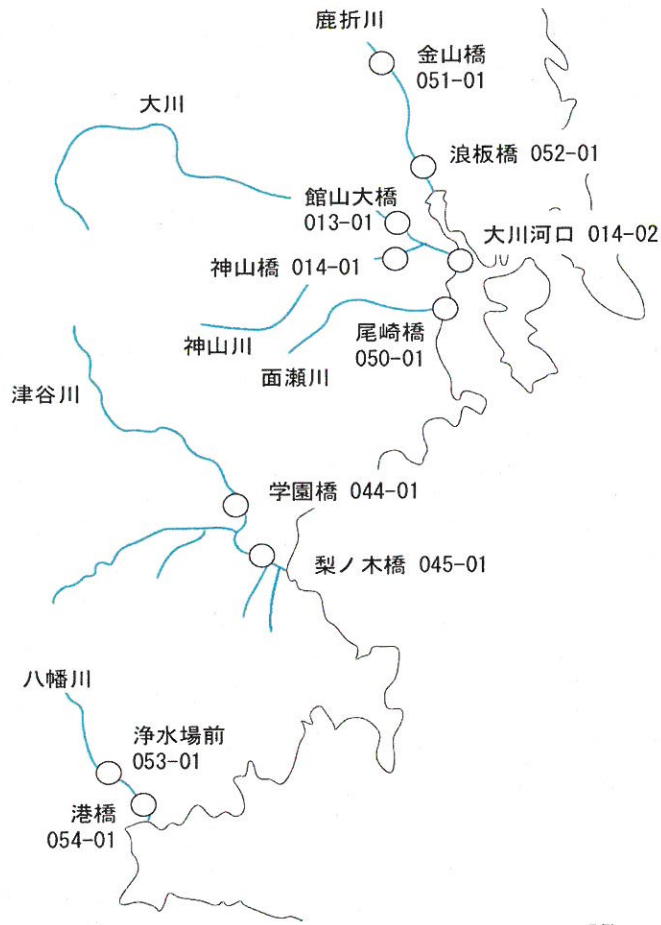 鹿折川
金山橋
051-01
大川
浪板橋 052-01
館山大橋
013-01
大川河口 014-02
神山橋 014-01
神山川
尾崎橋
050-01
面瀬川
津谷川
学園橋 044-01
梨ノ木橋 045-01
八幡川
浄水場前
053-01
港橋
054-01